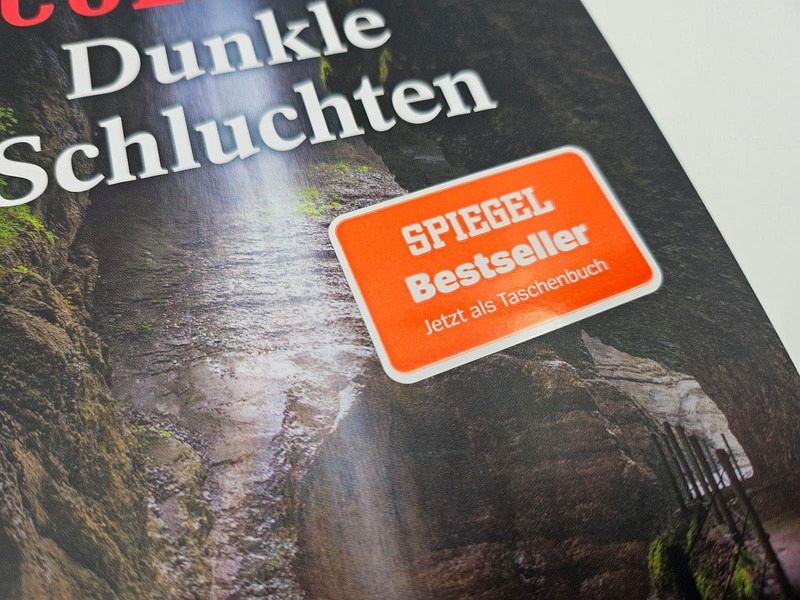 Dunkle
Schluchten
SPIEGEL
Bestseller
Jetzt als Taschenbuch